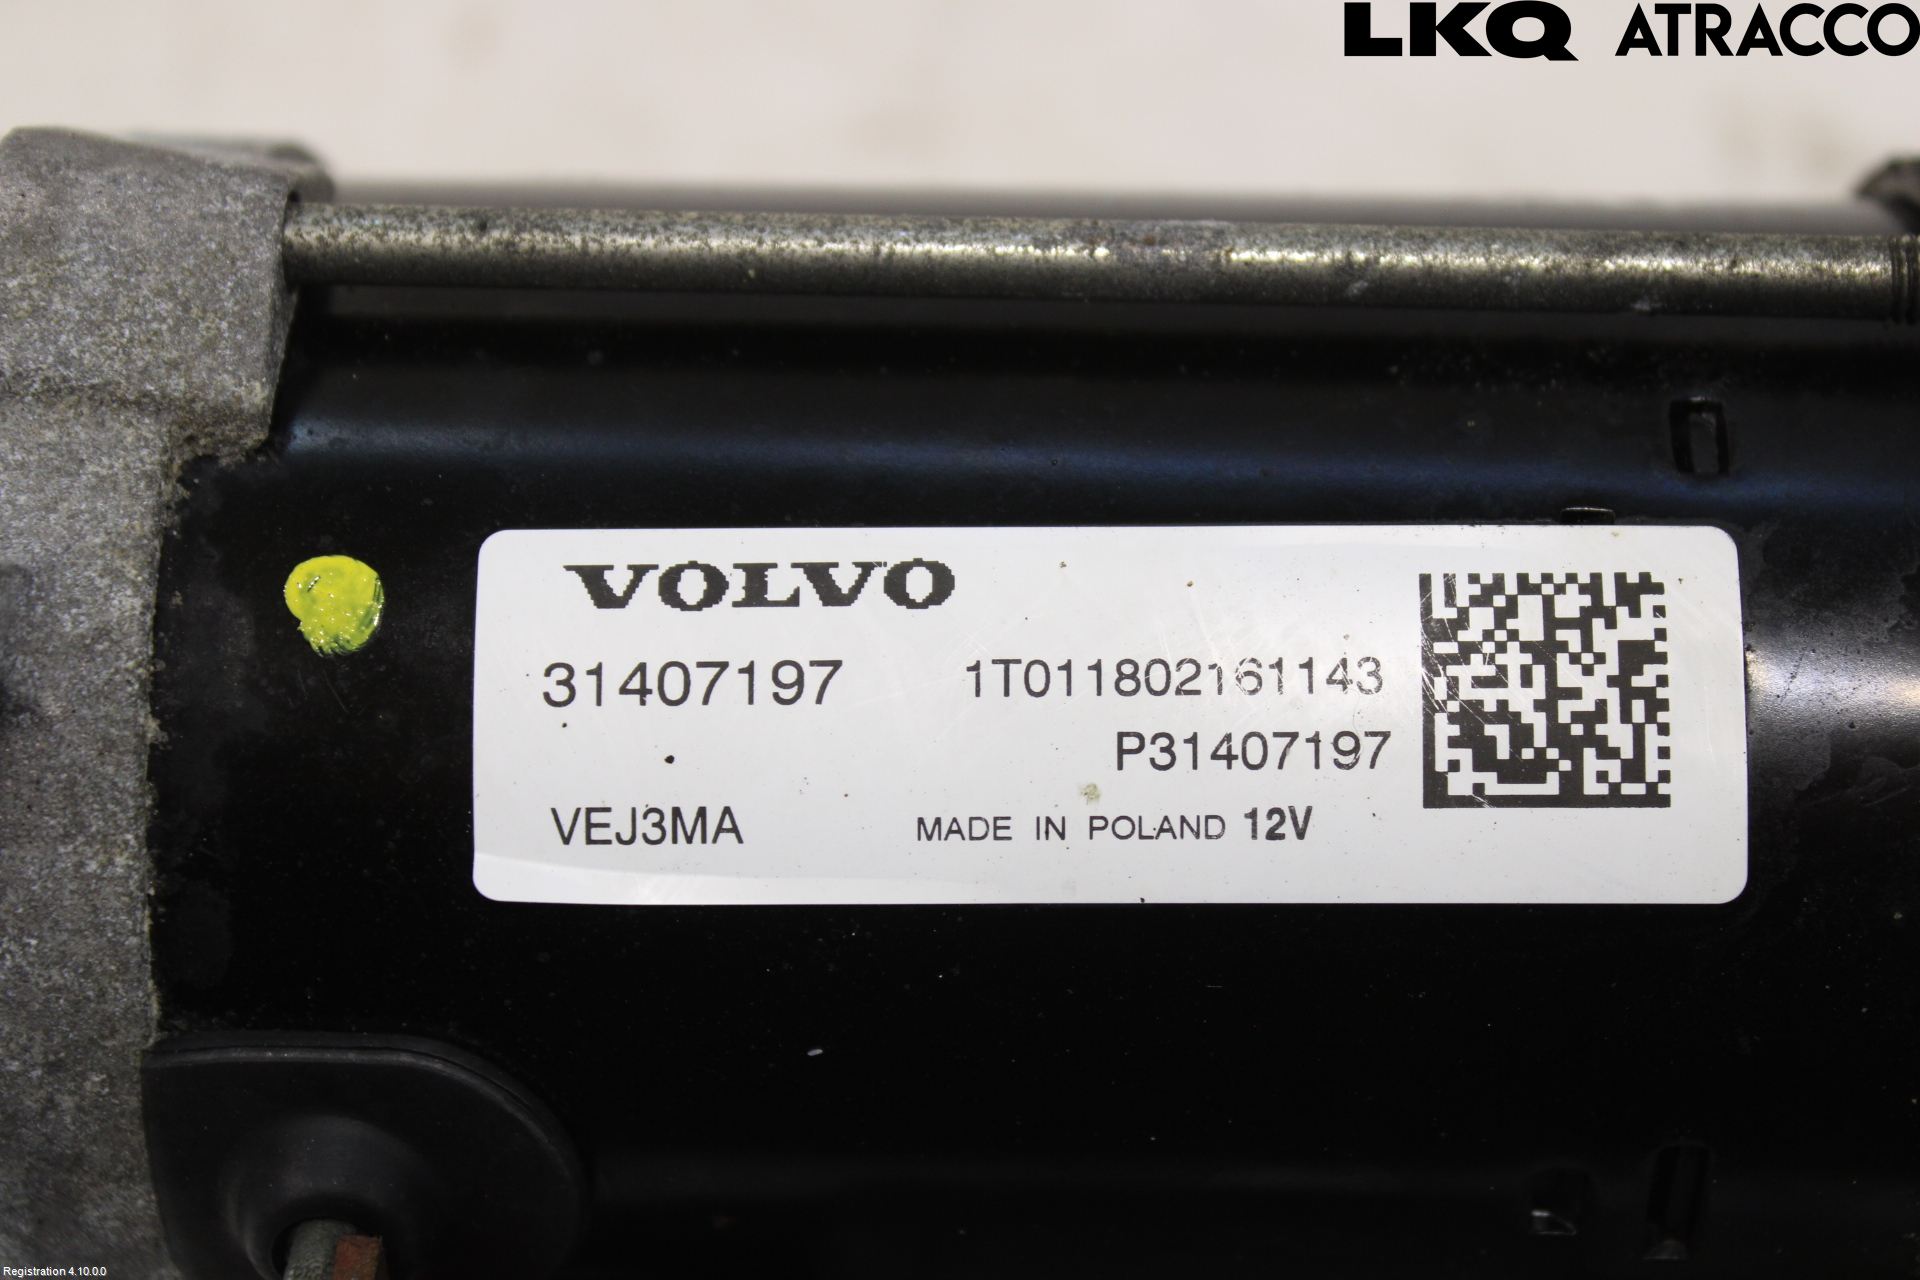 LKQ ATRACCO
VOLVO
31407197 1T011802161143
P31407197
VEJ3MA MADE IN POLAND 12V
Registration 4.10.0.0